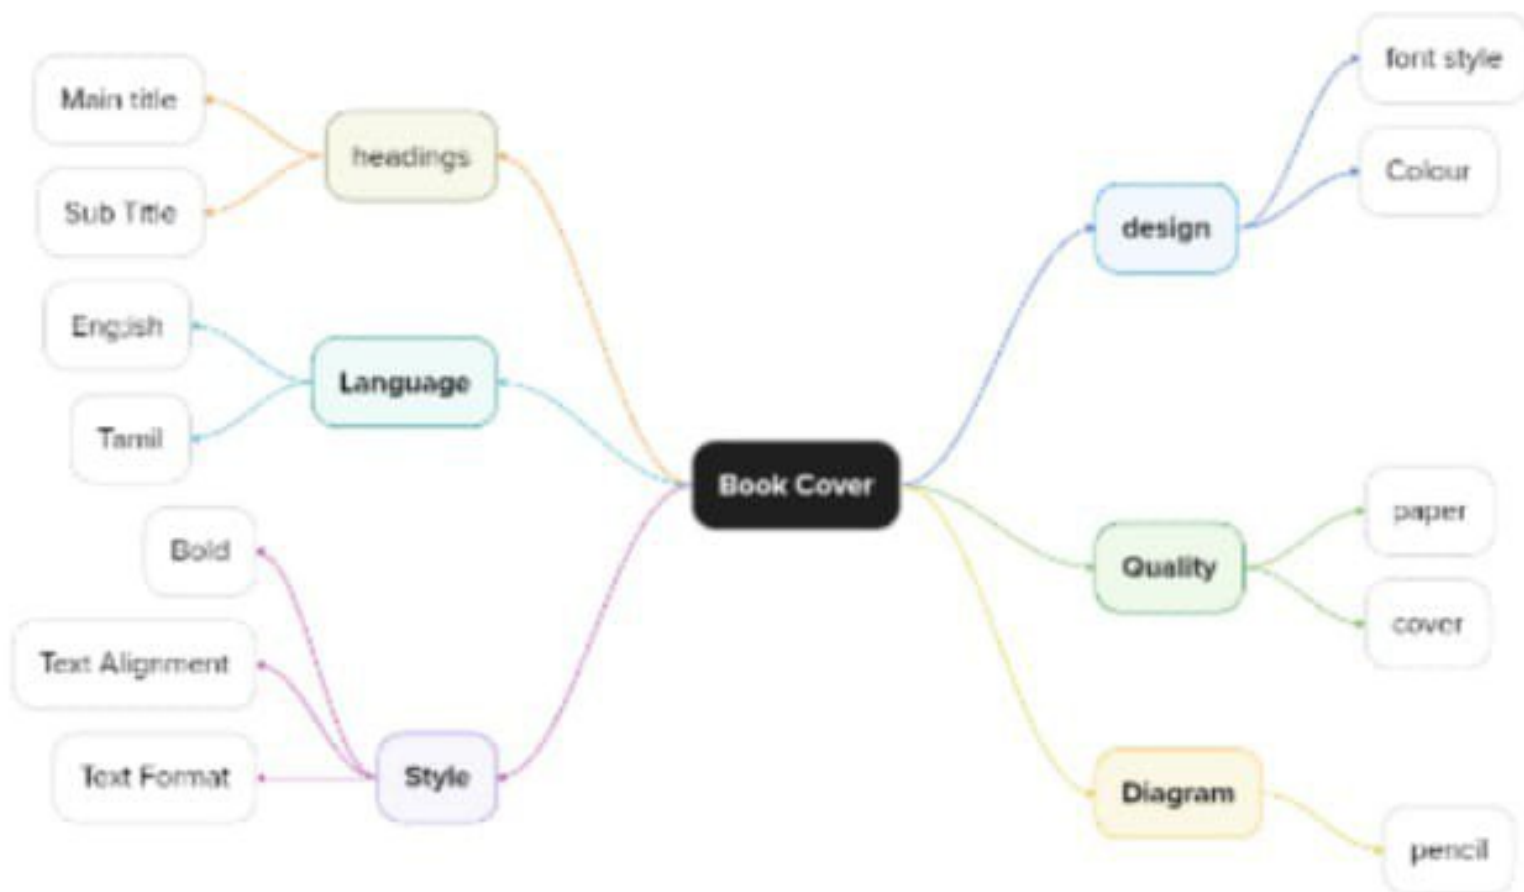 Main title
headings
Sub Title
English
Language
Tamil
Bold
Text Alignment
Text Format
Style
Book Cover
font style
Colour
design
paper
Quality
cover
Diagram
pencil